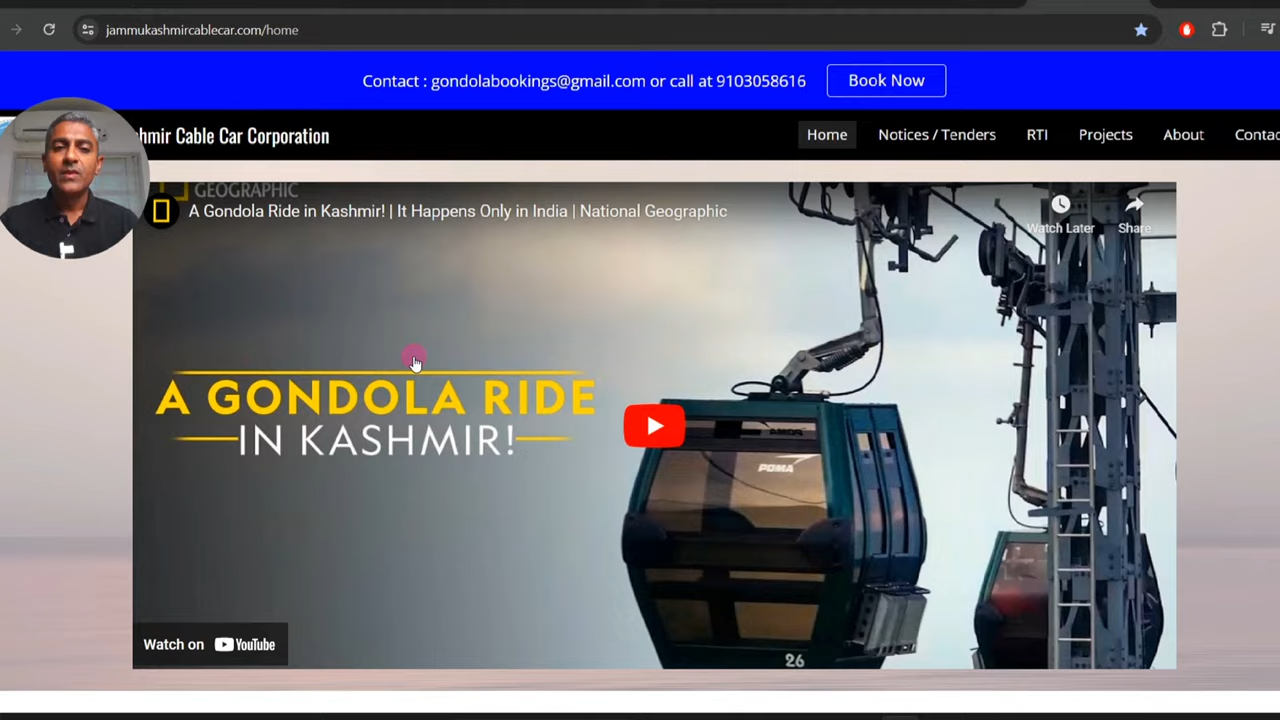 jammukashmircablecar.com/home
Contact : gondolabookings@gmail.com or call at 9103058616
Book Now
hmir Cable Car Corporation
Home
Notices / Tenders
RTI
Projects
About
Contac
GEOGRAPHIC
A Gondola Ride in Kashmir! | It Happens Only in India | National Geographic
Watch Later
Share
A GONDOLA RIDE
IN KASHMIR!
POMA
26
Watch on YouTube